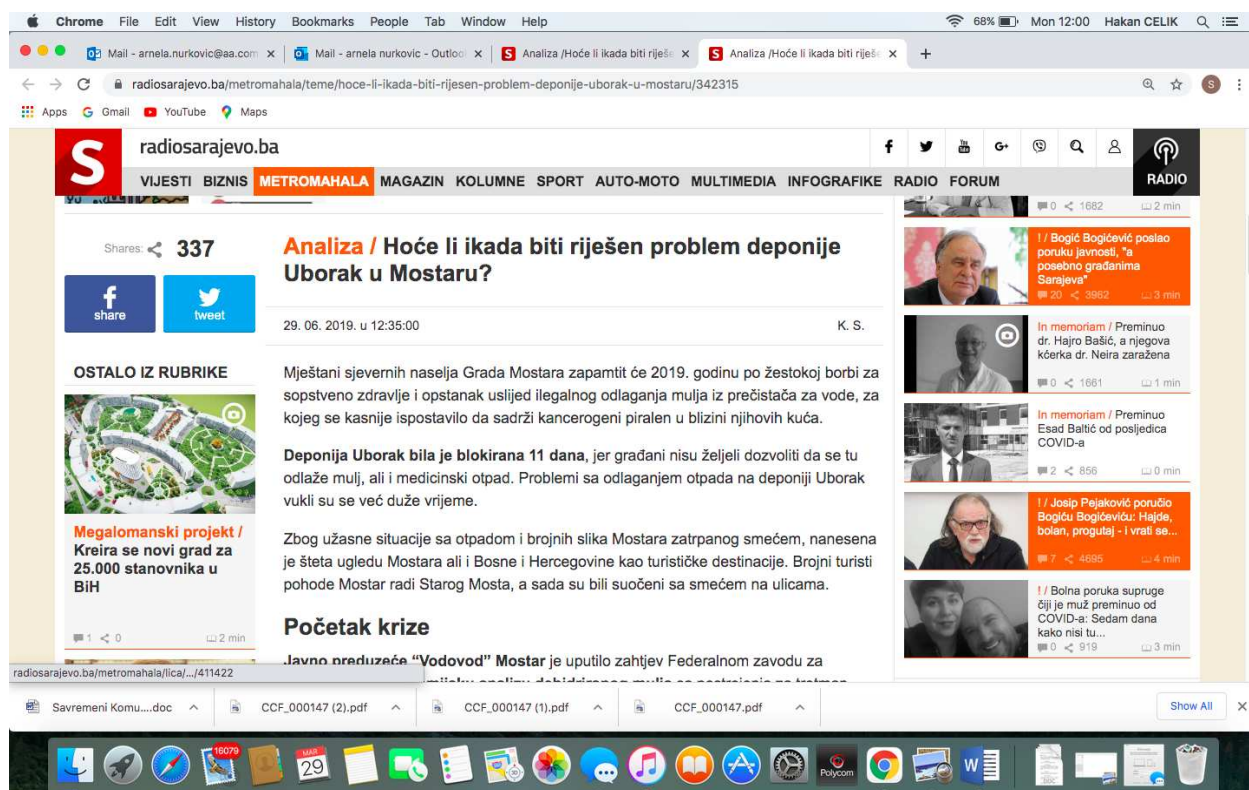 Chrome File Edit View History Bookmarks People Tab Window Help 68% Mon 12:00 Hakan CELIK
Mail - arnela.nurkovic@aa.com Mail - arnela nurkovic - Outloo Analiza /Hoće li ikada biti riješe Analiza /Hoće li ikada biti riješe
radiosarajevo.ba/metromahala/teme/hoce-li-ikada-biti-rijesen-problem-deponije-uborak-u-mostaru/342315 S
Apps Gmail YouTube Maps
S radiosarajevo.ba
VIJESTI BIZNIS METROMAHALA MAGAZIN KOLUMNE SPORT AUTO-MOTO MULTIMEDIA INFOGRAFIKE RADIO FORUM RADIO
Shares: 337
share tweet
OSTALO IZ RUBRIKE
Megalomanski projekt /
Kreira se novi grad za
25.000 stanovnika u
BiH
1 0 2 min
Analiza / Hoće li ikada biti riješen problem deponije
Uborak u Mostaru?
29. 06. 2019. u 12:35:00 K. S.
Mještani sjevernih naselja Grada Mostara zapamtit će 2019. godinu po žestokoj borbi za
sopstveno zdravlje i opstanak uslijed ilegalnog odlaganja mulja iz prečistača za vode, za
kojeg se kasnije ispostavilo da sadrži kancerogeni piralen u blizini njihovih kuća.
Deponija Uborak bila je blokirana 11 dana, jer građani nisu željeli dozvoliti da se tu
odlaže mulj, ali i medicinski otpad. Problemi sa odlaganjem otpada na deponiji Uborak
vukli su se već duže vrijeme.
Zbog užasne situacije sa otpadom i brojnih slika Mostara zatrpanog smećem, nanesena
je šteta ugledu Mostara ali i Bosne i Hercegovine kao turističke destinacije. Brojni turisti
pohode Mostar radi Starog Mosta, a sada su bili suočeni sa smećem na ulicama.
Početak krize
Javno preduzeće “Vodovod” Mostar je uputilo zahtjev Federalnom zavodu za
0 1682 2 min
! / Bogić Bogićević poslao
poruku javnosti, "a
posebno građanima
Sarajeva"
20 3982 3 min
In memoriam / Preminuo
dr. Hajro Bašić, a njegova
kćerka dr. Neira zaražena
0 1661 1 min
In memoriam / Preminuo
Esad Baltić od posljedica
COVID-a
2 856 0 min
! / Josip Pejaković poručio
Bogiću Bogićeviću: Hajde,
bolan, progutaj - i vrati se...
7 4695 4 min
! / Bolna poruka supruge
čiji je muž preminuo od
COVID-a: Sedam dana
kako nisi tu...
0 919 3 min
radiosarajevo.ba/metromahala/lica/.../411422
Savremeni Komu....doc CCF_000147 (2).pdf CCF_000147 (1).pdf CCF_000147.pdf Show All
16079 MAR 29 Polycom W